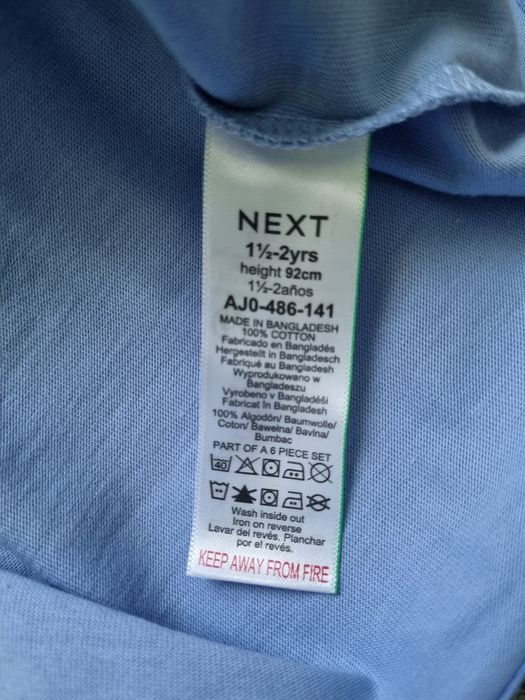 NEXT
1½-2yrs
height 92cm
1½-2años
AJ0-486-141
MADE IN BANGLADESH
100% COTTON
Fabricado en Bangladés
Hergestellt in Bangladesch
Fabriqué au Bangladesh
Wyprodukowano w
Bangladeszu
Vyrobeno v Bangladéši
Fabricat în Bangladesh
100% Algodón/ Baumwolle/
Coton/ Bawełna/ Bavlna/
Bumbac
PART OF A 6 PIECE SET
40
Wash inside out
Iron on reverse
Lavar del revés. Planchar
por el revés.
KEEP AWAY FROM FIRE